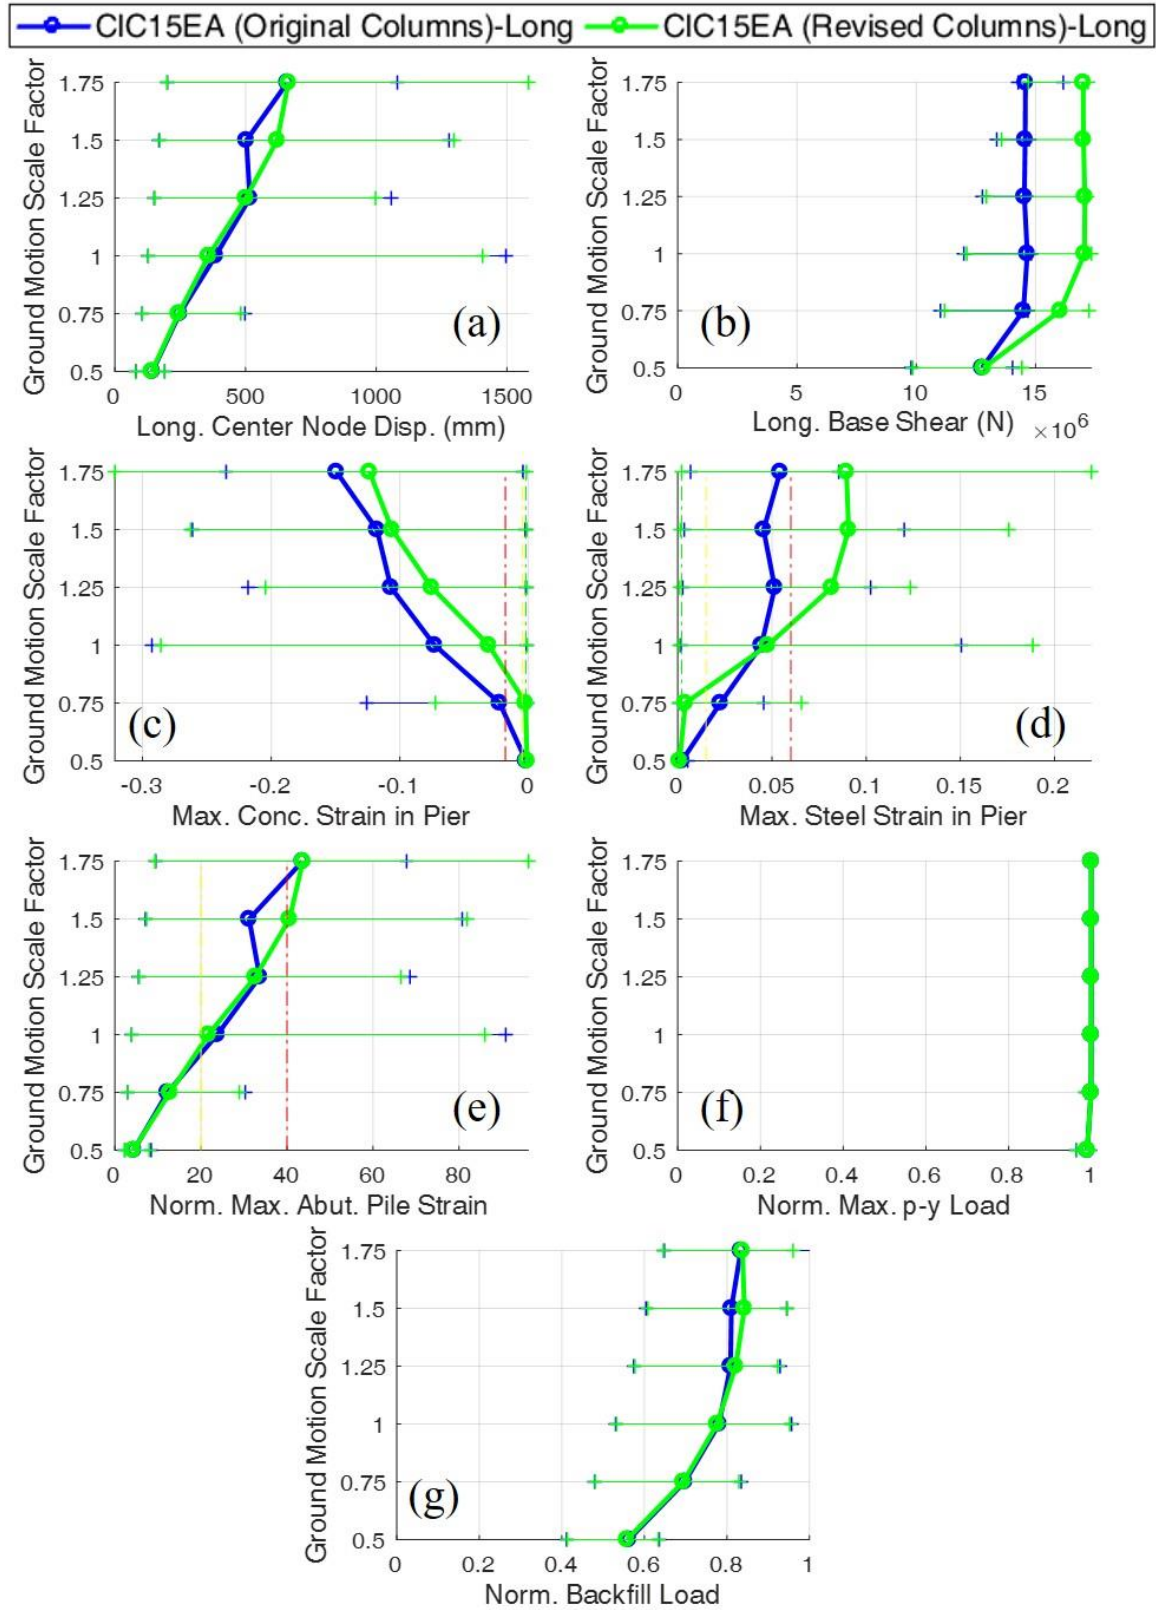 CIC15EA (Original Columns)-Long CIC15EA (Revised Columns)-Long
Ground Motion Scale Factor
1.75
1.5
1.25
1
0.75
0.5
(a)
0 500 1000 1500
Long. Center Node Disp. (mm)
Ground Motion Scale Factor
1.75
1.5
1.25
1
0.75
0.5
(b)
0 5 10 15
Long. Base Shear (N) ×10^6
Ground Motion Scale Factor
1.75
1.5
1.25
1
0.75
0.5
(c)
-0.3 -0.2 -0.1 0
Max. Conc. Strain in Pier
Ground Motion Scale Factor
1.75
1.5
1.25
1
0.75
0.5
(d)
0 0.05 0.1 0.15 0.2
Max. Steel Strain in Pier
Ground Motion Scale Factor
1.75
1.5
1.25
1
0.75
0.5
(e)
0 20 40 60 80
Norm. Max. Abut. Pile Strain
Ground Motion Scale Factor
1.75
1.5
1.25
1
0.75
0.5
(f)
0 0.2 0.4 0.6 0.8 1
Norm. Max. p-y Load
Ground Motion Scale Factor
1.75
1.5
1.25
1
0.75
0.5
(g)
0 0.2 0.4 0.6 0.8 1
Norm. Backfill Load